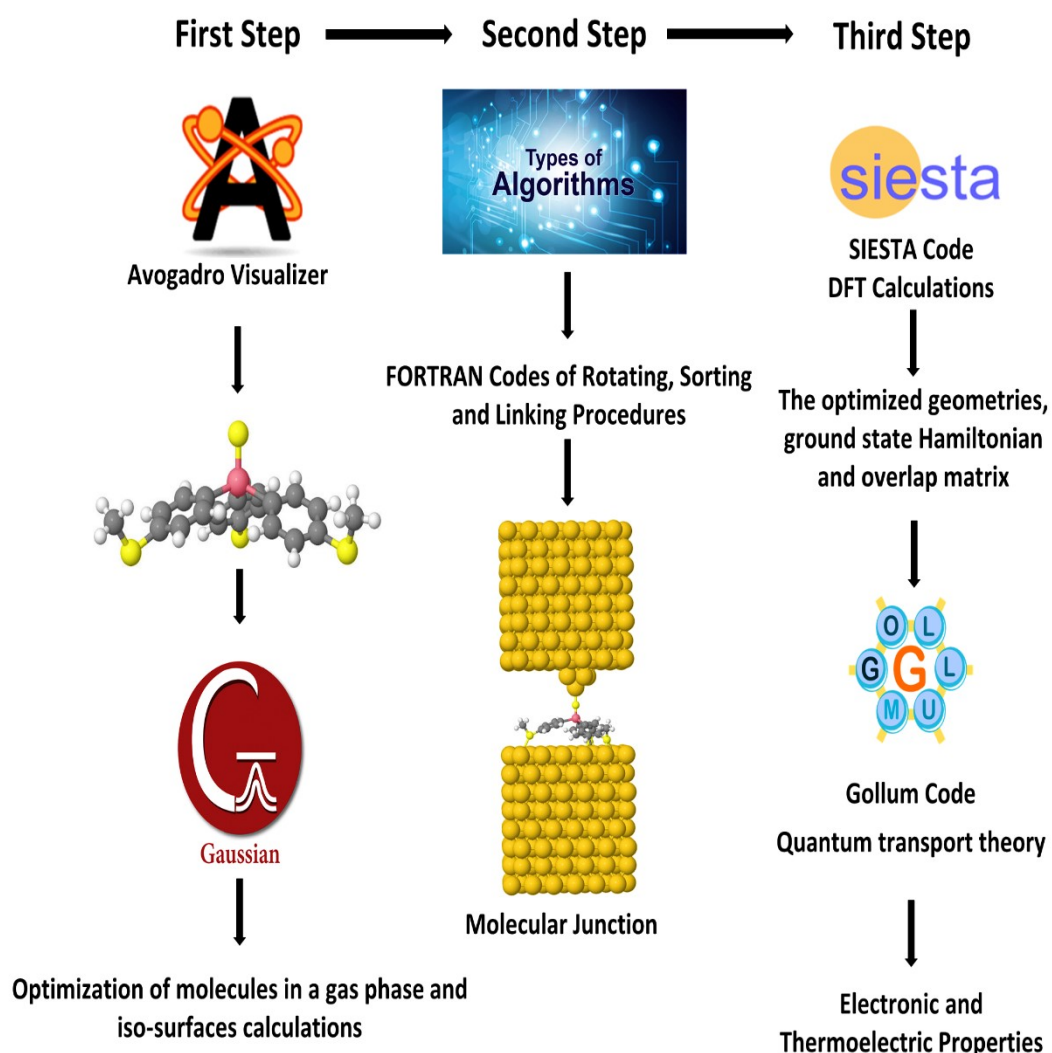 First Step
Second Step
Third Step
Avogadro Visualizer
Gaussian
Optimization of molecules in a gas phase and
iso-surfaces calculations
Types of
Algorithms
FORTRAN Codes of Rotating, Sorting
and Linking Procedures
Molecular Junction
siesta
SIESTA Code
DFT Calculations
The optimized geometries,
ground state Hamiltonian
and overlap matrix
G O L L U M
G
Gollum Code
Quantum transport theory
Electronic and
Thermoelectric Properties